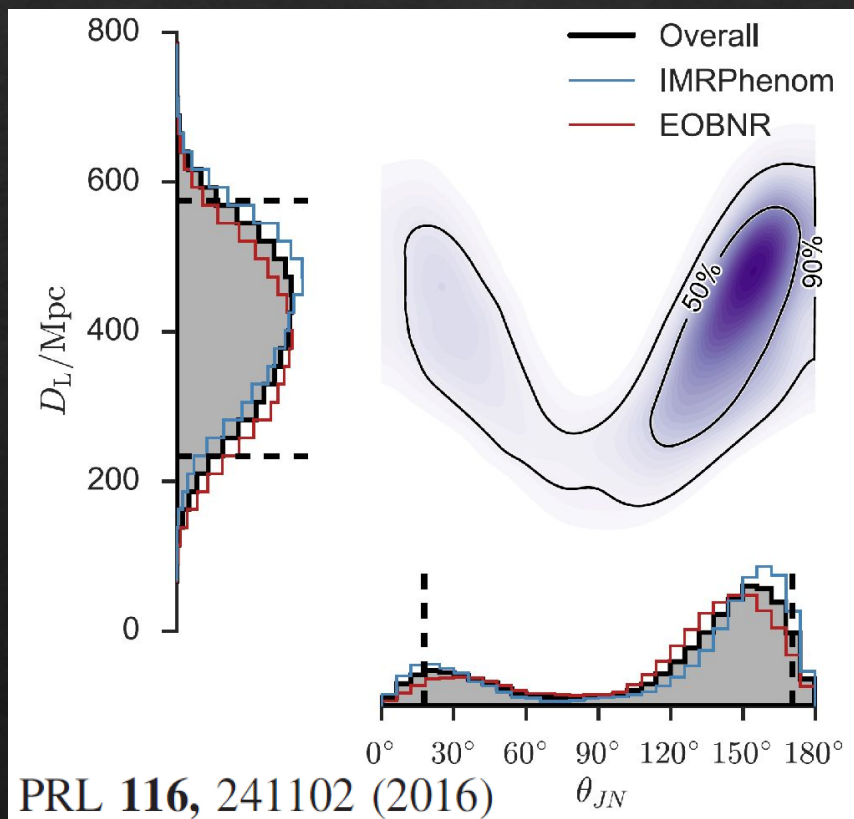 800
600
400
200
0
D_L/Mpc
Overall
IMRPhenom
EOBNR
50%
90%
0° 30° 60° 90° 120° 150° 180°
θ_JN
PRL 116, 241102 (2016)